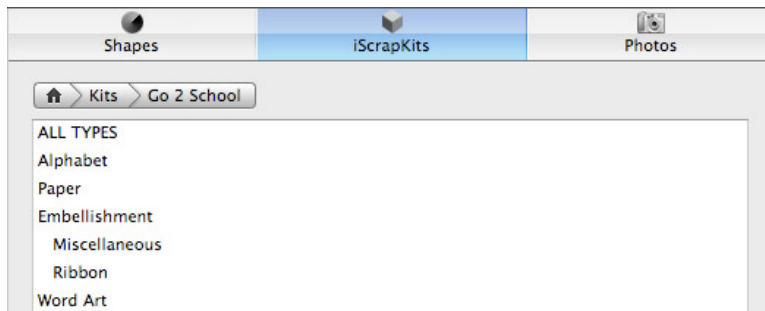 Shapes iScrapKits Photos
Kits Go 2 School
ALL TYPES
Alphabet
Paper
Embellishment
Miscellaneous
Ribbon
Word Art